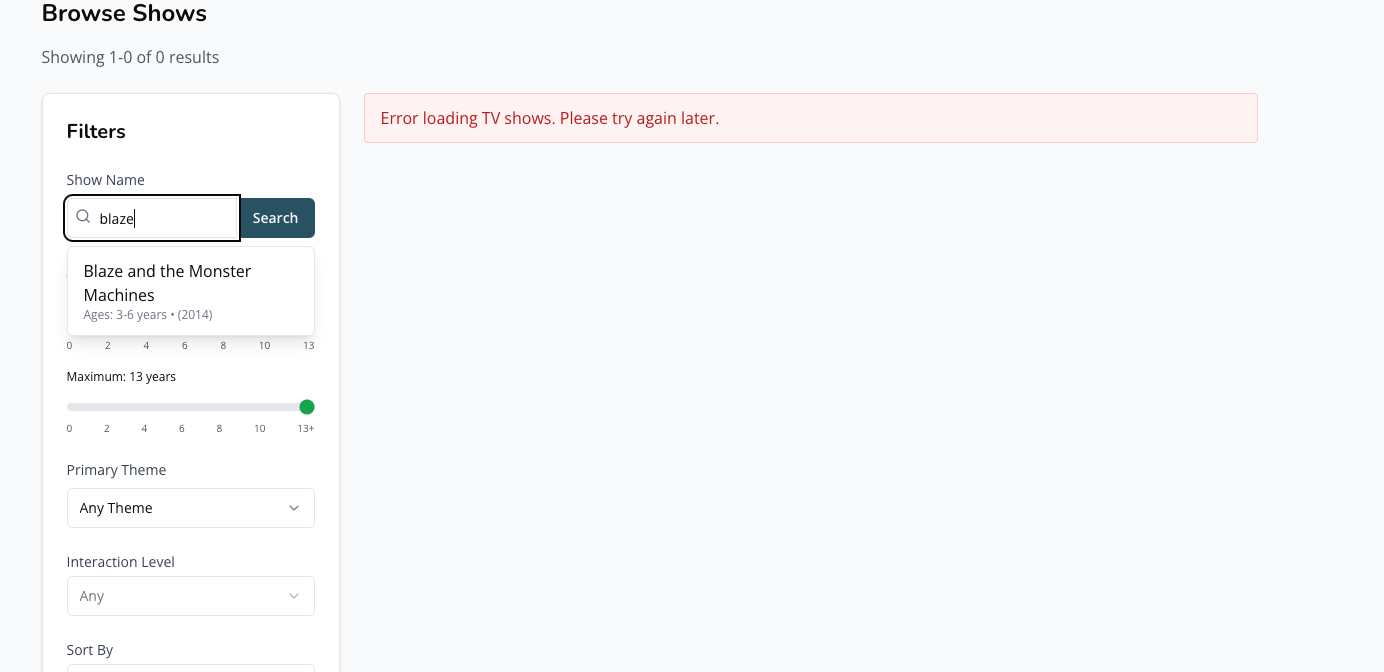 Browse Shows
Showing 1-0 of 0 results
Filters
Error loading TV shows. Please try again later.
Show Name
blaze
Search
Blaze and the Monster
Machines
Ages: 3-6 years • (2014)
0 2 4 6 8 10 13
Maximum: 13 years
0 2 4 6 8 10 13+
Primary Theme
Any Theme
Interaction Level
Any
Sort By